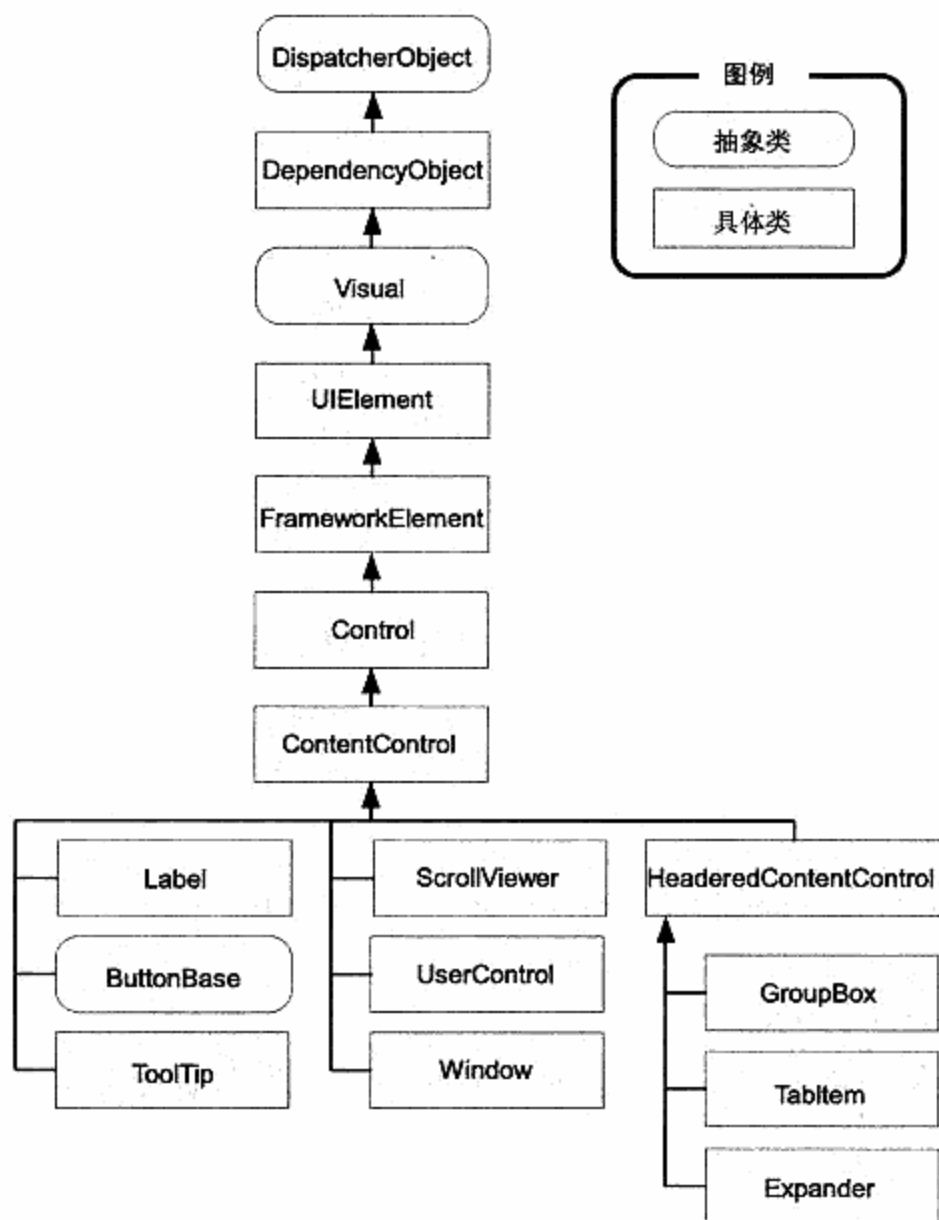 DispatcherObject
图例
抽象类
DependencyObject
具体类
Visual
UIElement
FrameworkElement
Control
ContentControl
Label
ScrollViewer
HeaderedContentControl
ButtonBase
UserControl
GroupBox
ToolTip
Window
TabItem
Expander